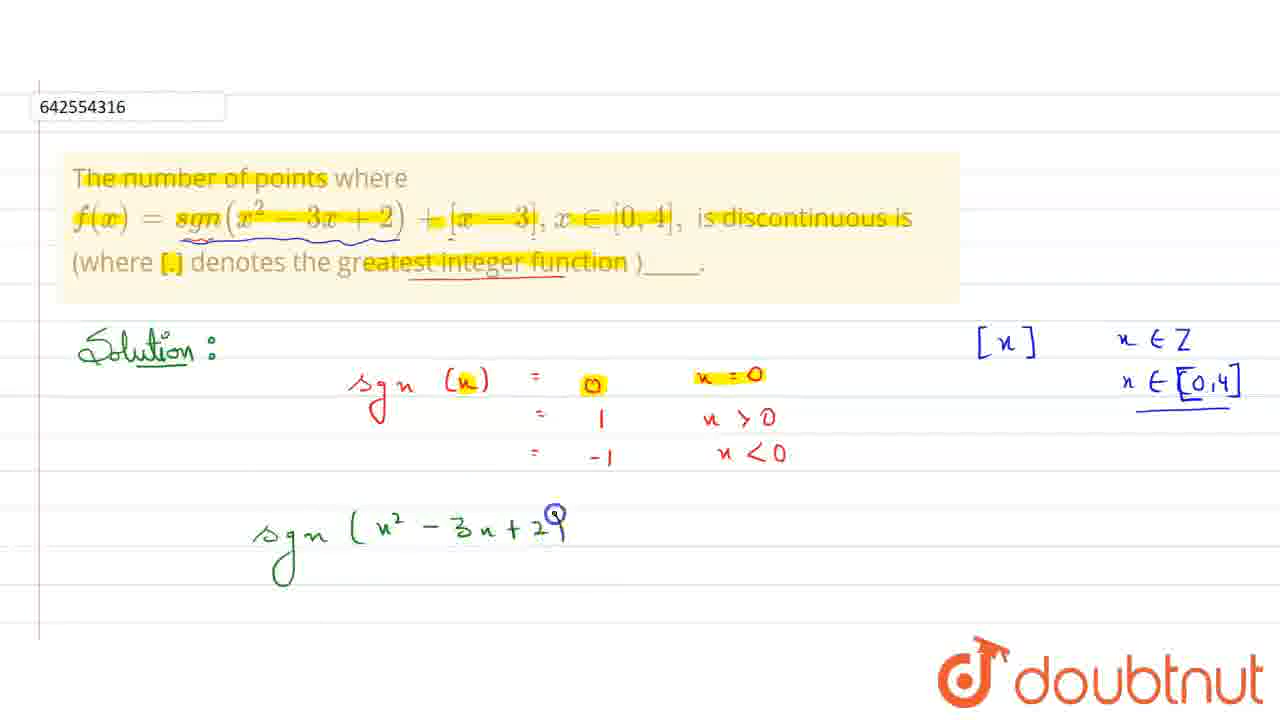 642554316
The number of points where
f(x) = sgn(x² − 3x + 2) + [x − 3], x ∈ [0, 4], is discontinuous is
(where [.] denotes the greatest integer function )____.
Solution :
[x] x ∈ Z
x ∈ [0,4]
sgn (x) = 0 x = 0
= 1 x > 0
= -1 x < 0
sgn (x² - 3x + 2)
doubtnut